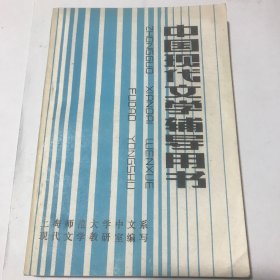 中国现代文学辅导用书
ZHONGGUO XIANDAI WENXUE
FUDAO YONGSHU
上海师范大学中文系
现代文学教研室编写